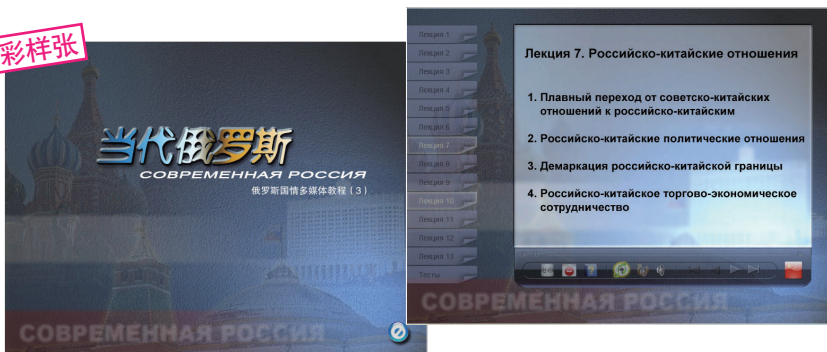 彩样张
当代俄罗斯
СОВРЕМЕННАЯ РОССИЯ
俄罗斯国情多媒体教程（3）
СОВРЕМЕННАЯ РОССИЯ
Лекция 1
Лекция 2
Лекция 3
Лекция 4
Лекция 5
Лекция 6
Лекция 7
Лекция 8
Лекция 9
Лекция 10
Лекция 11
Лекция 12
Лекция 13
Тесты
Лекция 7. Российско-китайские отношения
1. Плавный переход от советско-китайских
отношений к российско-китайским
2. Российско-китайские политические отношения
3. Демаркация российско-китайской границы
4. Российско-китайское торгово-экономическое
сотрудничество
СОВРЕМЕННАЯ РОССИЯ